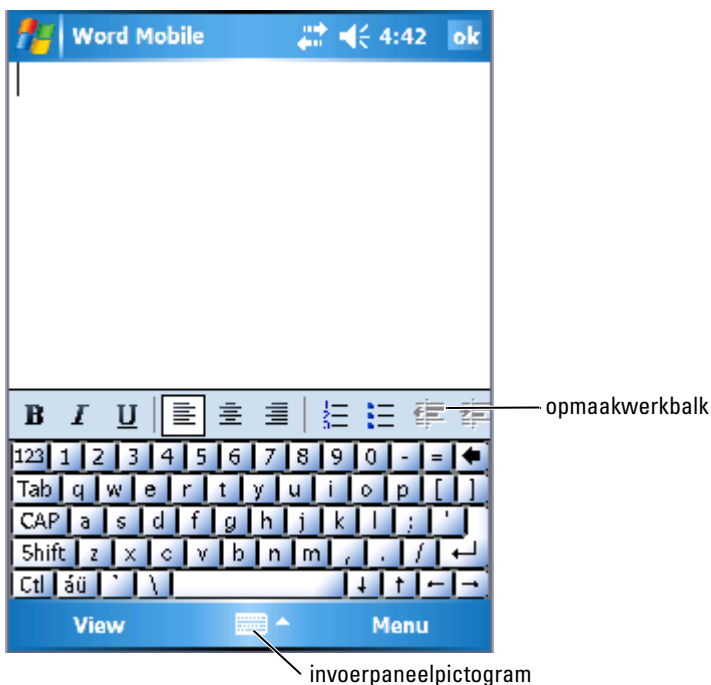 Word Mobile 4:42 ok
B I U opmaakwerkbalk
123 1 2 3 4 5 6 7 8 9 0 - =
Tab q w e r t y u i o p [ ]
CAP a s d f g h j k l ; '
Shift z x c v b n m , . /
Ctl áü ` \
View Menu
invoerpaneelpictogram